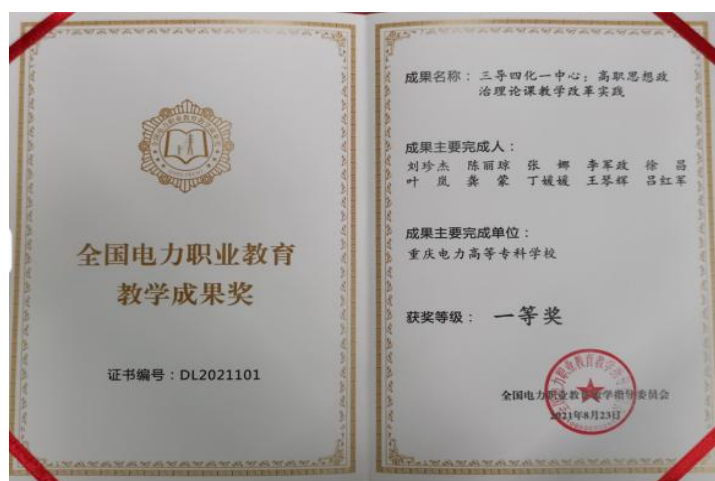 全国电力职业教育
教学成果奖
证书编号：DL2021101
成果名称：三导四化一中心：高职思想政
治理论课教学改革实践
成果主要完成人：
刘珍杰 陈丽琼 张 娜 李军政 徐 昌
叶 岚 龚 蒙 丁媛媛 王琴辉 吕红军
成果主要完成单位：
重庆电力高等专科学校
获奖等级：一等奖
全国电力职业教育教学指导委员会
2021年8月23日